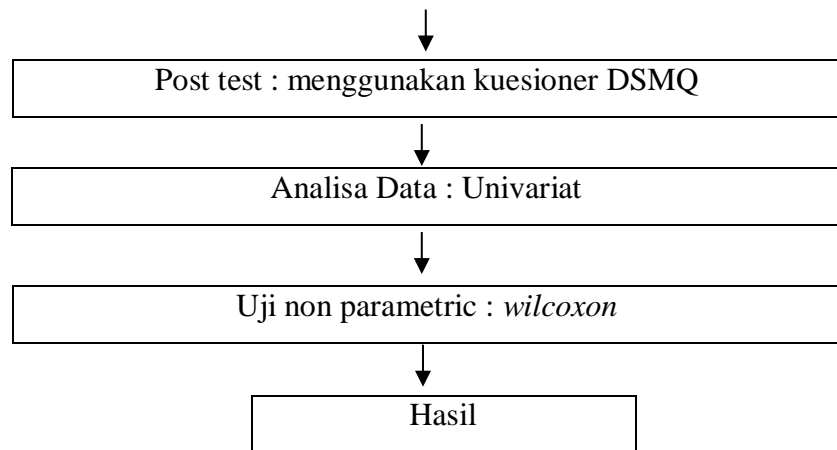 Post test : menggunakan kuesioner DSMQ
Analisa Data : Univariat
Uji non parametric : wilcoxon
Hasil